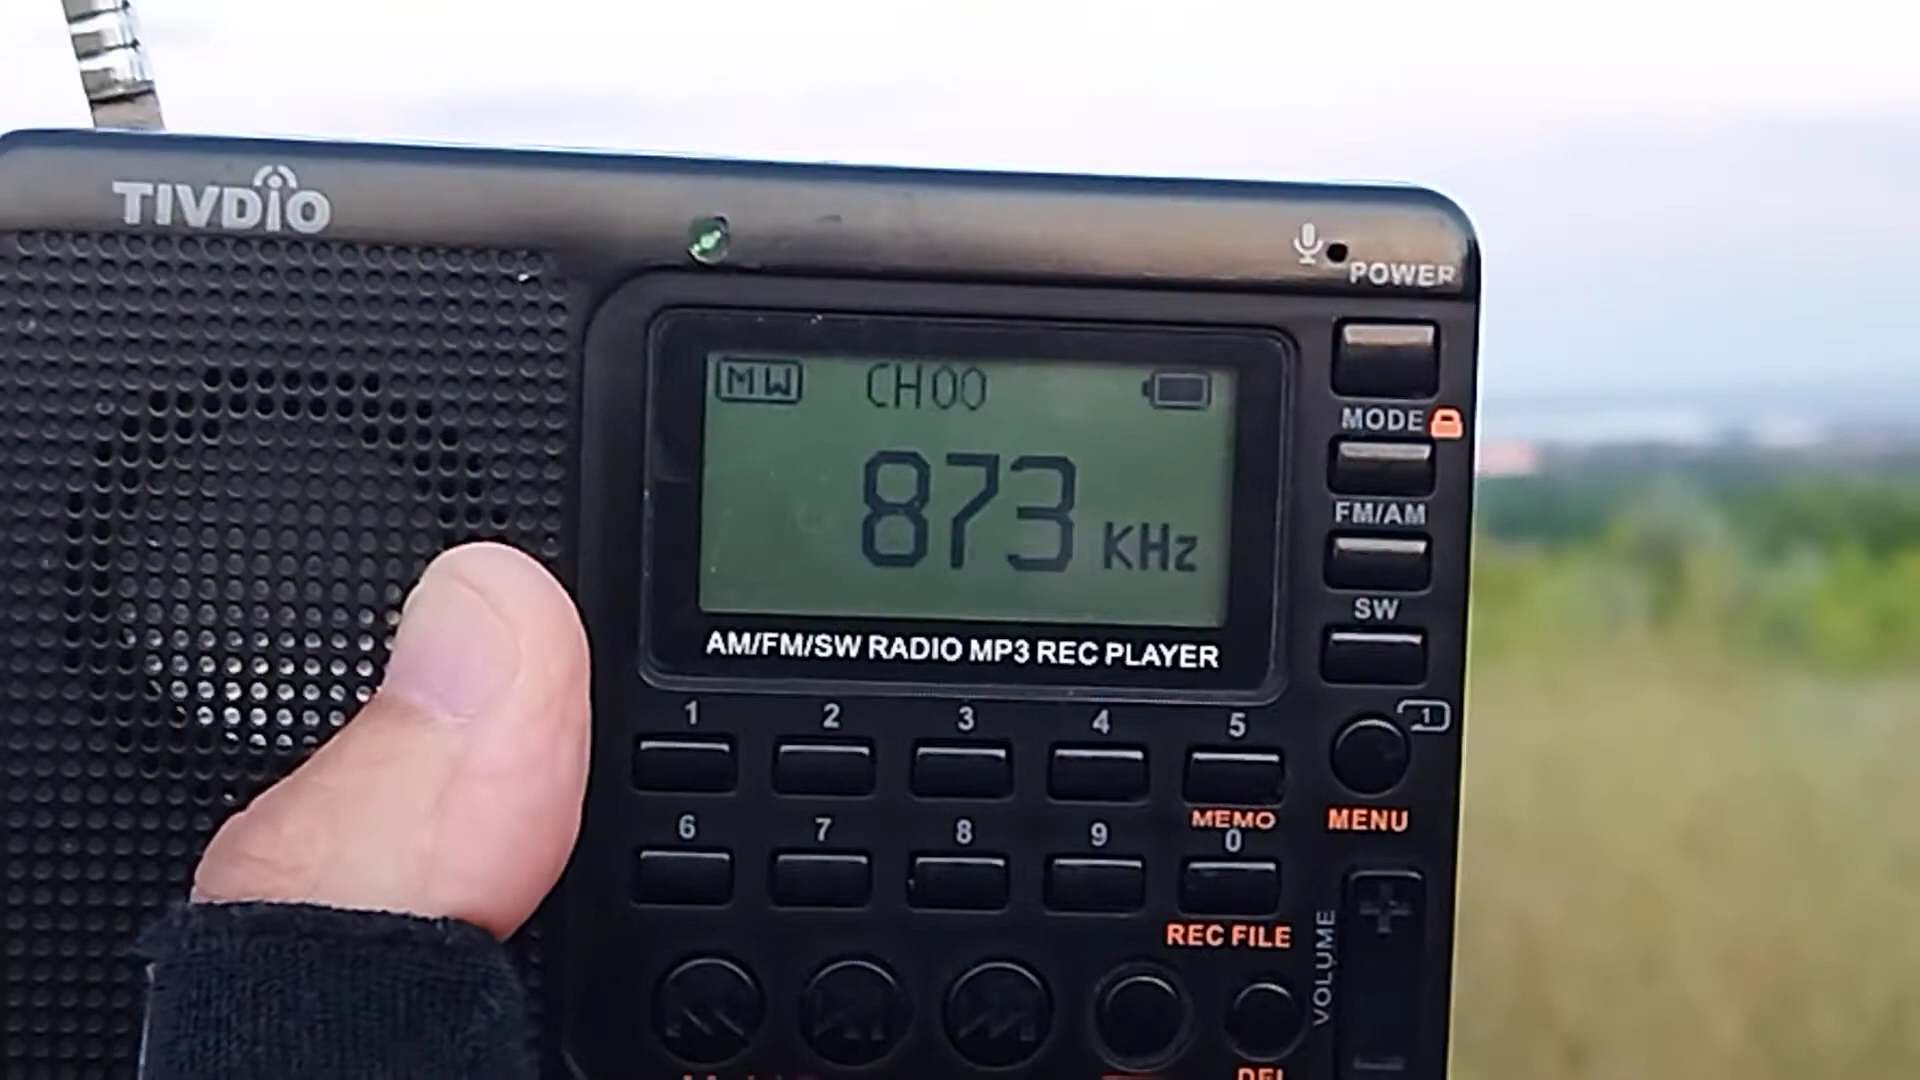 TIVDIO
POWER
MW CH00
873 KHz
MODE
FM/AM
SW
AM/FM/SW RADIO MP3 REC PLAYER
1 2 3 4 5
1
MEMO
MENU
6 7 8 9 0
REC FILE
VOLUME
+
-
DEL